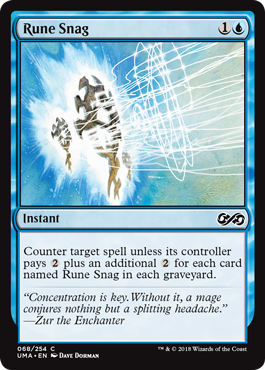 Rune Snag 1
Instant
Counter target spell unless its controller
pays 2 plus an additional 2 for each card
named Rune Snag in each graveyard.
“Concentration is key. Without it, a mage
conjures nothing but a splitting headache.”
—Zur the Enchanter
068/254 C
UMA • EN Dave Dorman ™ & © 2018 Wizards of the Coast